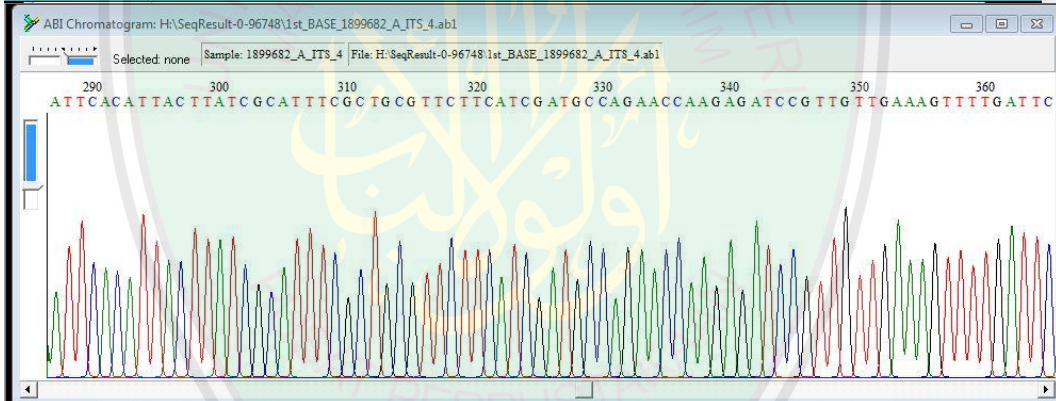 ABI Chromatogram: H:\SeqResult-0-96748\1st_BASE_1899682_A_ITS_4.ab1
Selected: none Sample: 1899682_A_ITS_4 File: H:\SeqResult-0-96748\1st_BASE_1899682_A_ITS_4.ab1
290 300 310 320 330 340 350 360
ATTCACATTACTTATCGCATTTCGCTGCGTTCTTCATCGATGCCAGAACCAAGAGATCCGTTGTTGAAAGTTTTGATTC